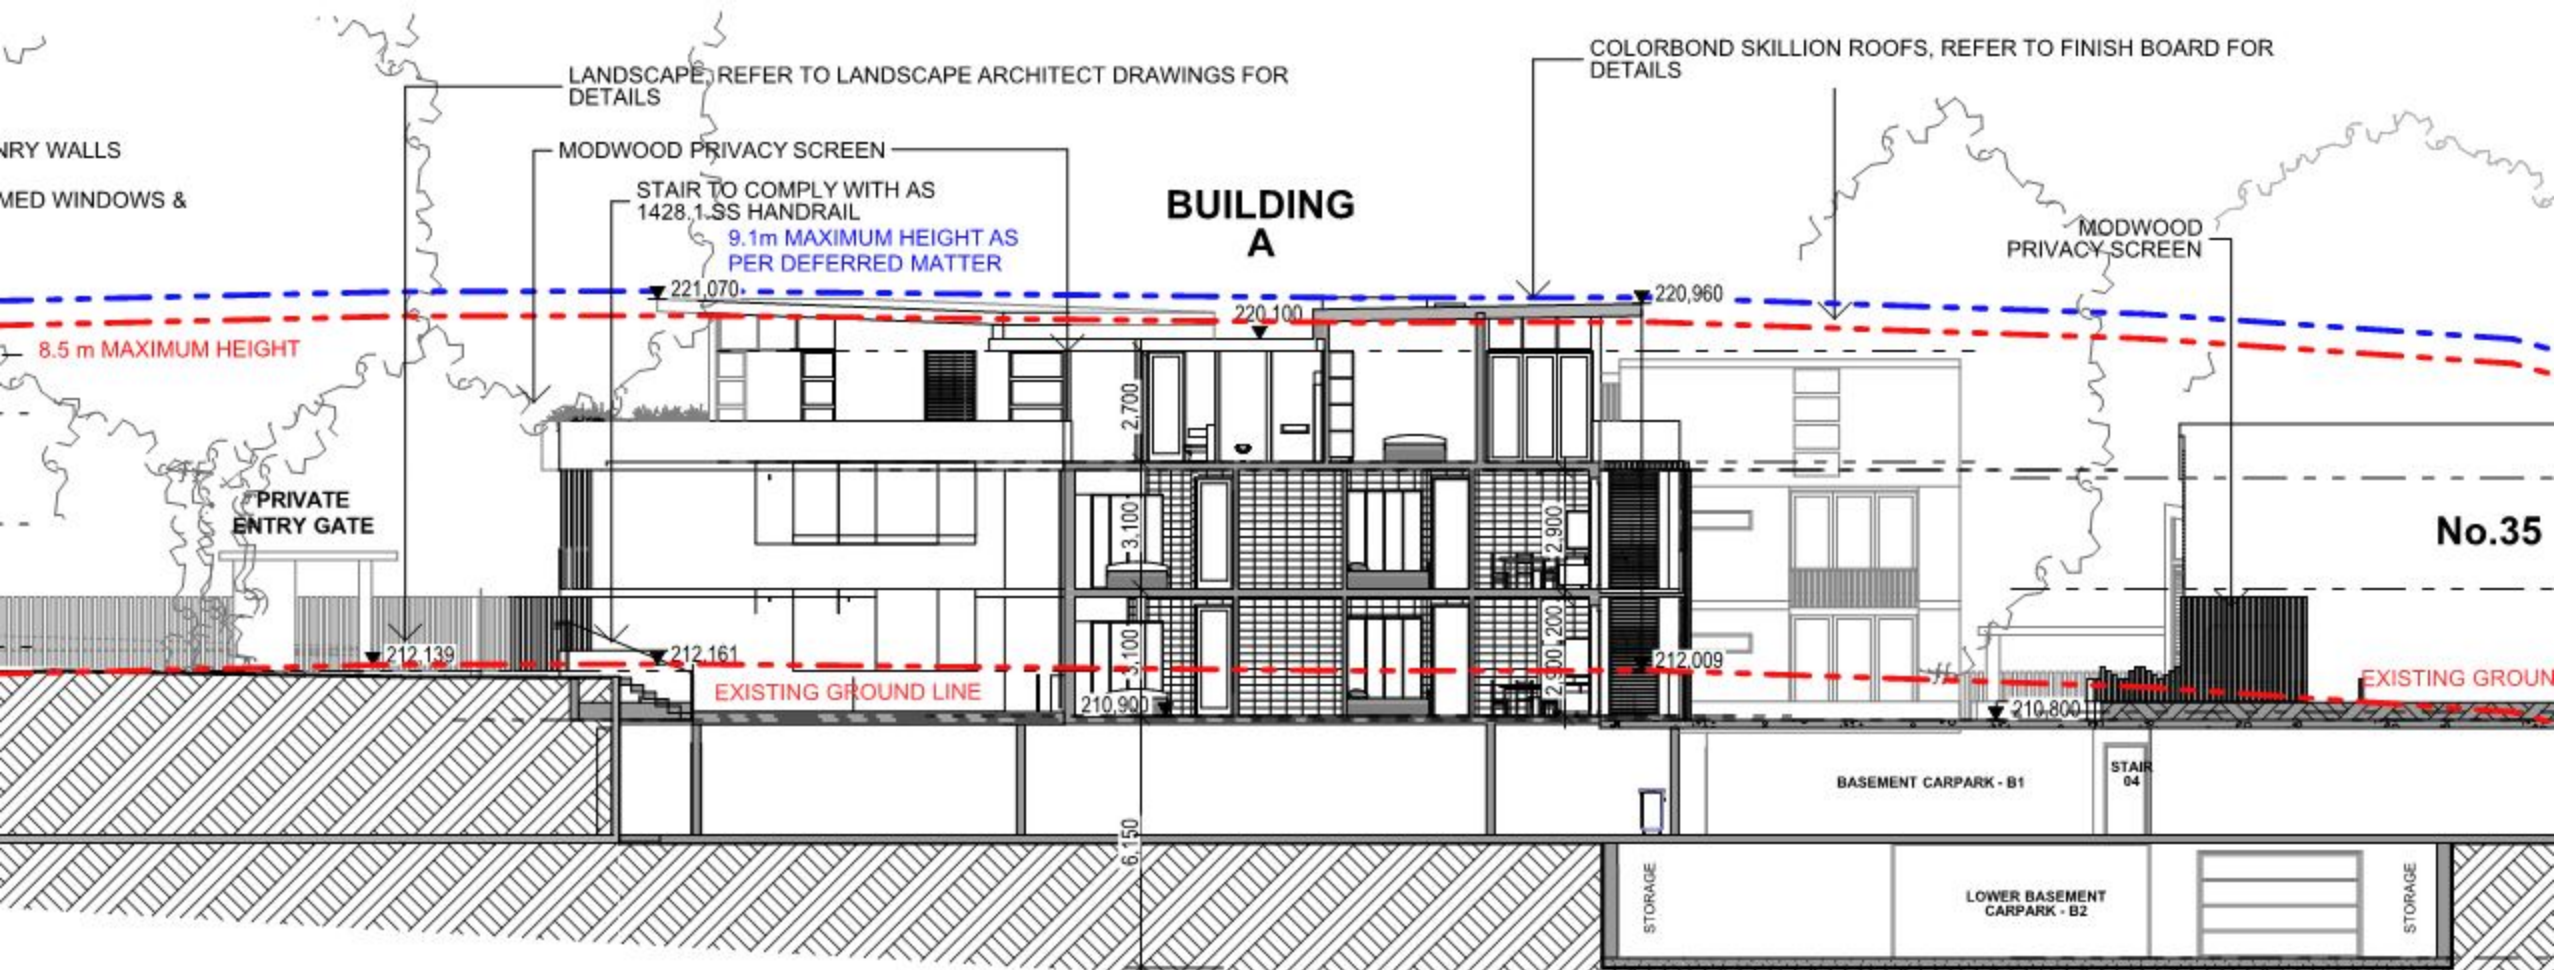 COLORBOND SKILLION ROOFS, REFER TO FINISH BOARD FOR
DETAILS
LANDSCAPE, REFER TO LANDSCAPE ARCHITECT DRAWINGS FOR
DETAILS
NRY WALLS
MODWOOD PRIVACY SCREEN
MED WINDOWS &
STAIR TO COMPLY WITH AS
1428.1.SS HANDRAIL
BUILDING
A
9.1m MAXIMUM HEIGHT AS
PER DEFERRED MATTER
MODWOOD
PRIVACY SCREEN
221,070
220,960
220,100
8.5 m MAXIMUM HEIGHT
2,700
PRIVATE
ENTRY GATE
3,100
2,900
No.35
200
212,139
212,161
3,100
2,900
212,009
EXISTING GROUND LINE
EXISTING GROUN
210,900
210,800
BASEMENT CARPARK - B1
STAIR
04
6,150
STORAGE
LOWER BASEMENT
CARPARK - B2
STORAGE